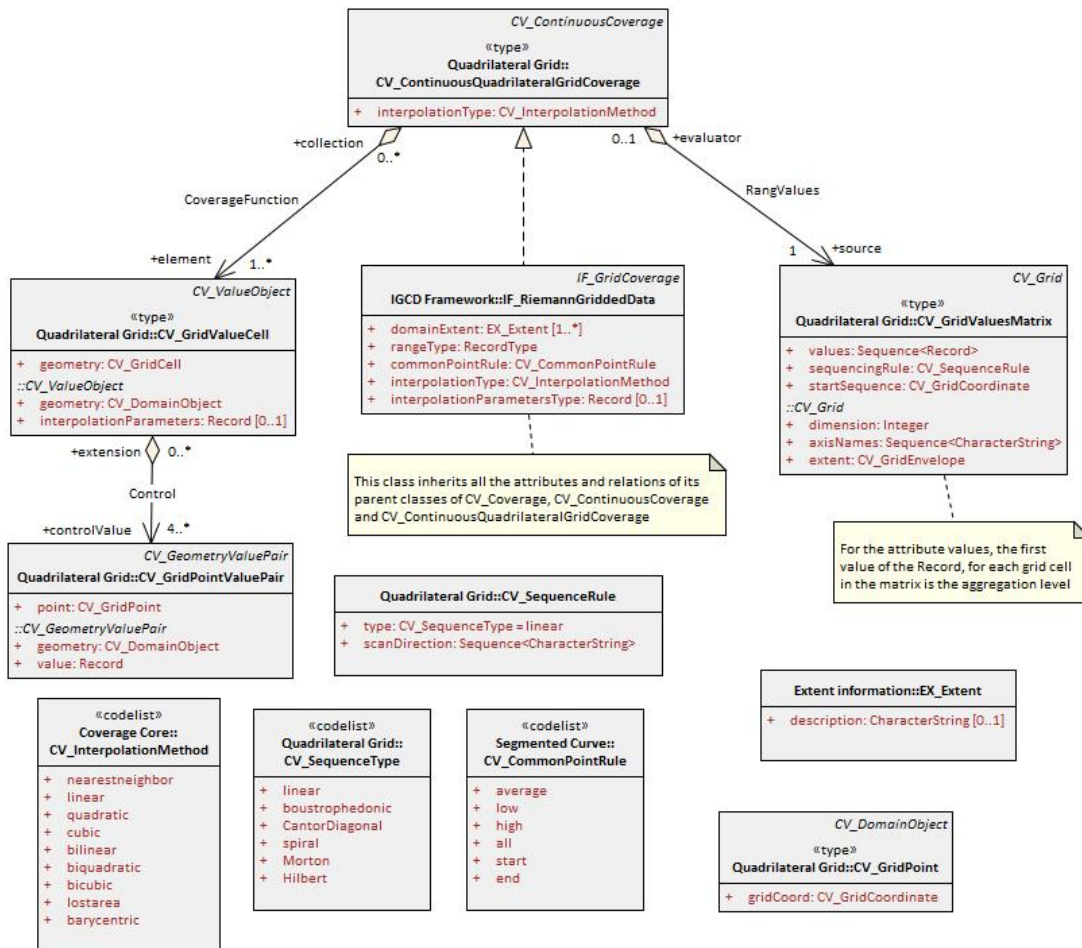 CV_ContinuousCoverage
«type»
Quadrilateral Grid::
CV_ContinuousQuadrilateralGridCoverage
+ interpolationType: CV_InterpolationMethod
+collection
0..*
0..1
+evaluator
CoverageFunction
RangValues
+element
1..*
1
+source
CV_ValueObject
«type»
Quadrilateral Grid::CV_GridValueCell
+ geometry: CV_GridCell
::CV_ValueObject
+ geometry: CV_DomainObject
+ interpolationParameters: Record [0..1]
IF_GridCoverage
IGCD Framework::IF_RiemannGriddedData
+ domainExtent: EX_Extent [1..*]
+ rangeType: RecordType
+ commonPointRule: CV_CommonPointRule
+ interpolationType: CV_InterpolationMethod
+ interpolationParametersType: Record [0..1]
CV_Grid
«type»
Quadrilateral Grid::CV_GridValuesMatrix
+ values: Sequence<Record>
+ sequencingRule: CV_SequenceRule
+ startSequence: CV_GridCoordinate
::CV_Grid
+ dimension: Integer
+ axisNames: Sequence<CharacterString>
+ extent: CV_GridEnvelope
+extension
0..*
Control
+controlValue
4..*
This class inherits all the attributes and relations of its
parent classes of CV_Coverage, CV_ContinuousCoverage
and CV_ContinuousQuadrilateralGridCoverage
For the attribute values, the first
value of the Record, for each grid cell
in the matrix is the aggregation level
CV_GeometryValuePair
Quadrilateral Grid::CV_GridPointValuePair
+ point: CV_GridPoint
::CV_GeometryValuePair
+ geometry: CV_DomainObject
+ value: Record
Quadrilateral Grid::CV_SequenceRule
+ type: CV_SequenceType = linear
+ scanDirection: Sequence<CharacterString>
Extent information::EX_Extent
+ description: CharacterString [0..1]
«codelist»
Coverage Core::
CV_InterpolationMethod
+ nearestneighbor
+ linear
+ quadratic
+ cubic
+ bilinear
+ biquadratic
+ bicubic
+ lostarea
+ barycentric
«codelist»
Quadrilateral Grid::
CV_SequenceType
+ linear
+ boustrophedonic
+ CantorDiagonal
+ spiral
+ Morton
+ Hilbert
«codelist»
Segmented Curve::
CV_CommonPointRule
+ average
+ low
+ high
+ all
+ start
+ end
CV_DomainObject
«type»
Quadrilateral Grid::CV_GridPoint
+ gridCoord: CV_GridCoordinate